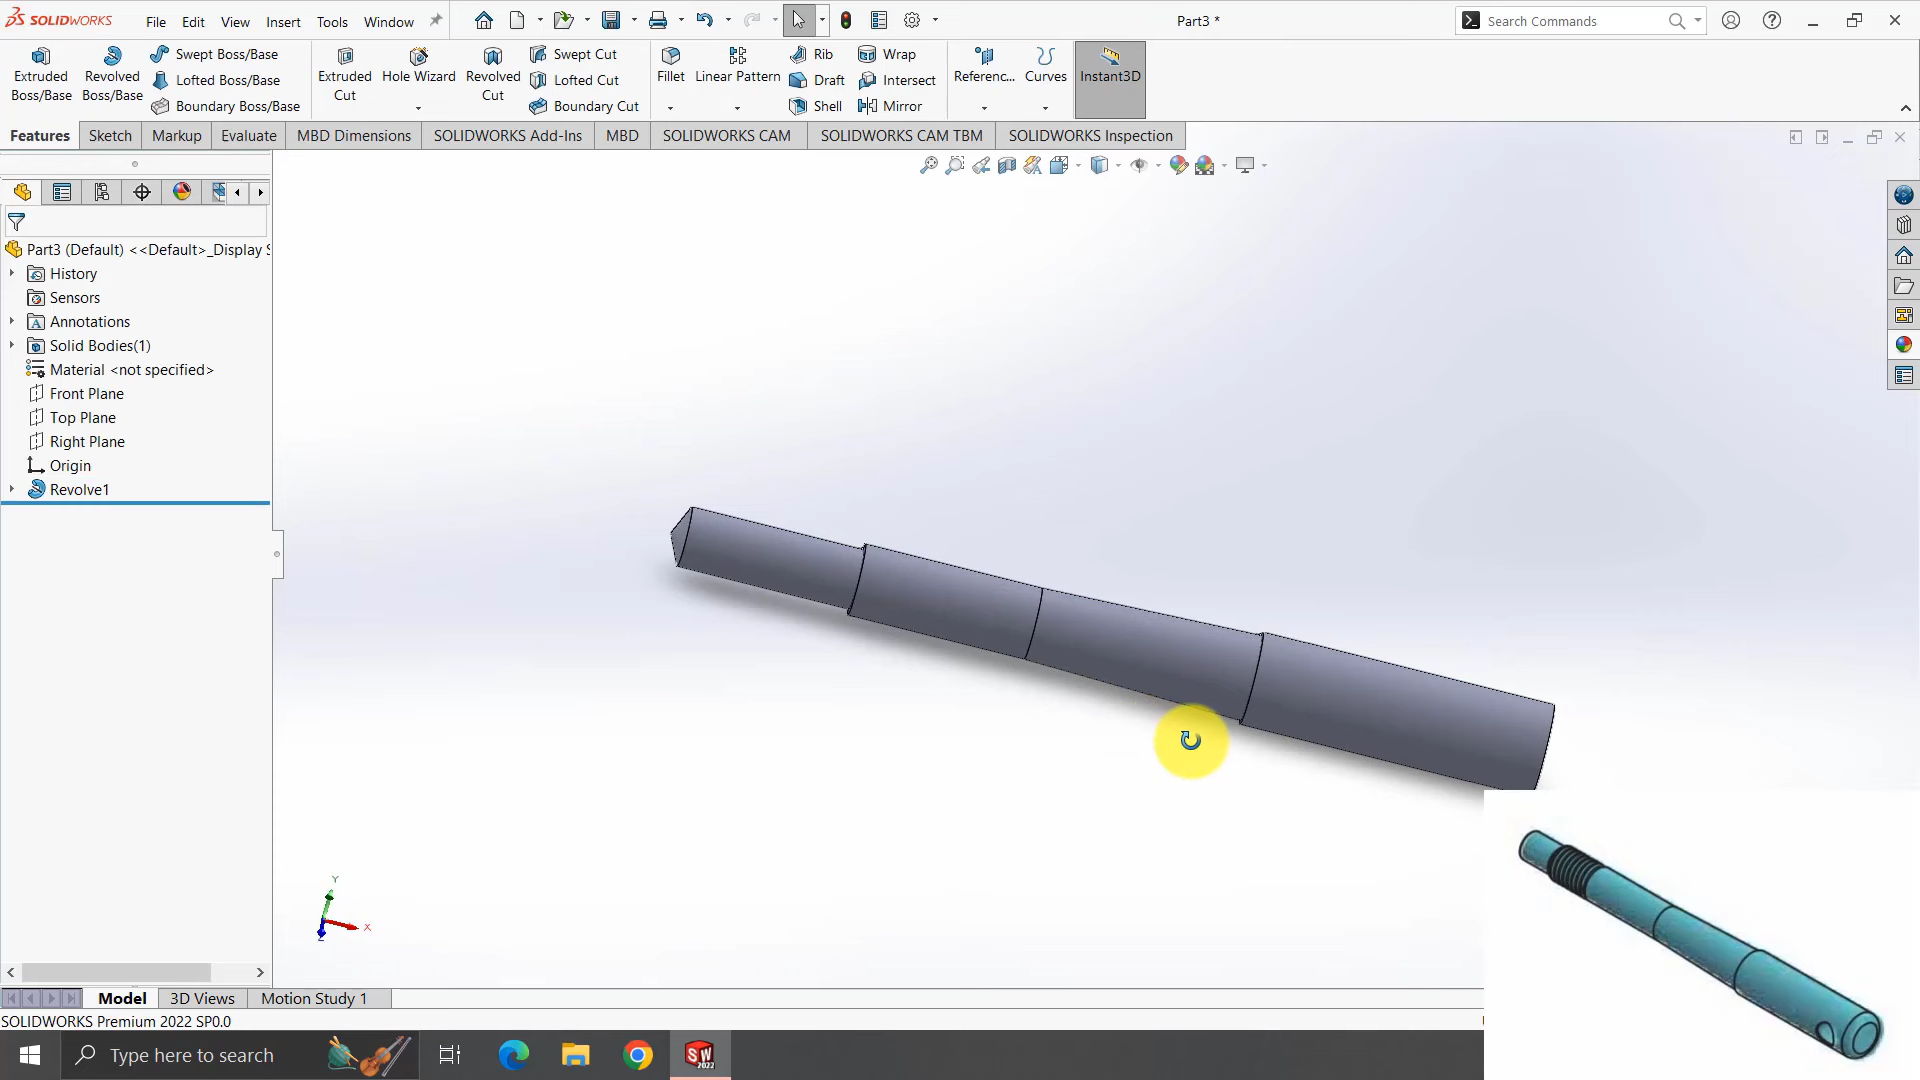 SOLIDWORKS File Edit View Insert Tools Window Part3 * Search Commands
Extruded Boss/Base
Revolved Boss/Base
Swept Boss/Base
Lofted Boss/Base
Boundary Boss/Base
Extruded Cut
Hole Wizard
Revolved Cut
Swept Cut
Lofted Cut
Boundary Cut
Fillet
Linear Pattern
Rib
Draft
Shell
Wrap
Intersect
Mirror
Referenc...
Curves
Instant3D
Features Sketch Markup Evaluate MBD Dimensions SOLIDWORKS Add-Ins MBD SOLIDWORKS CAM SOLIDWORKS CAM TBM SOLIDWORKS Inspection
Part3 (Default) <<Default>_Display S
History
Sensors
Annotations
Solid Bodies(1)
Material <not specified>
Front Plane
Top Plane
Right Plane
Origin
Revolve1
Y
X
Z
Model 3D Views Motion Study 1
SOLIDWORKS Premium 2022 SP0.0
Type here to search
SW
2022